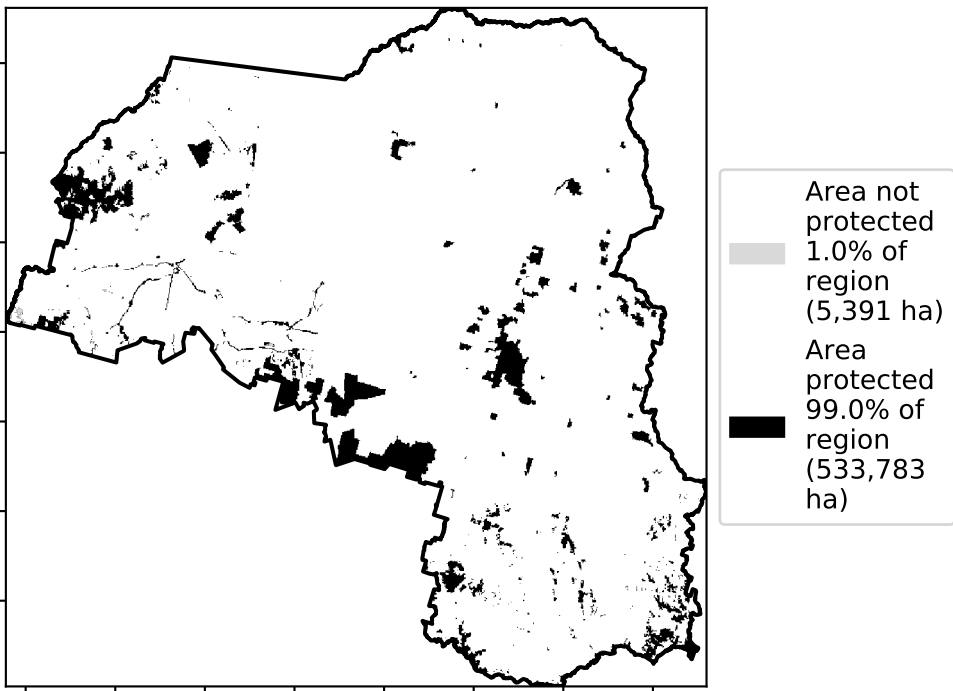 Area not
protected
1.0% of
region
(5,391 ha)
Area
protected
99.0% of
region
(533,783
ha)